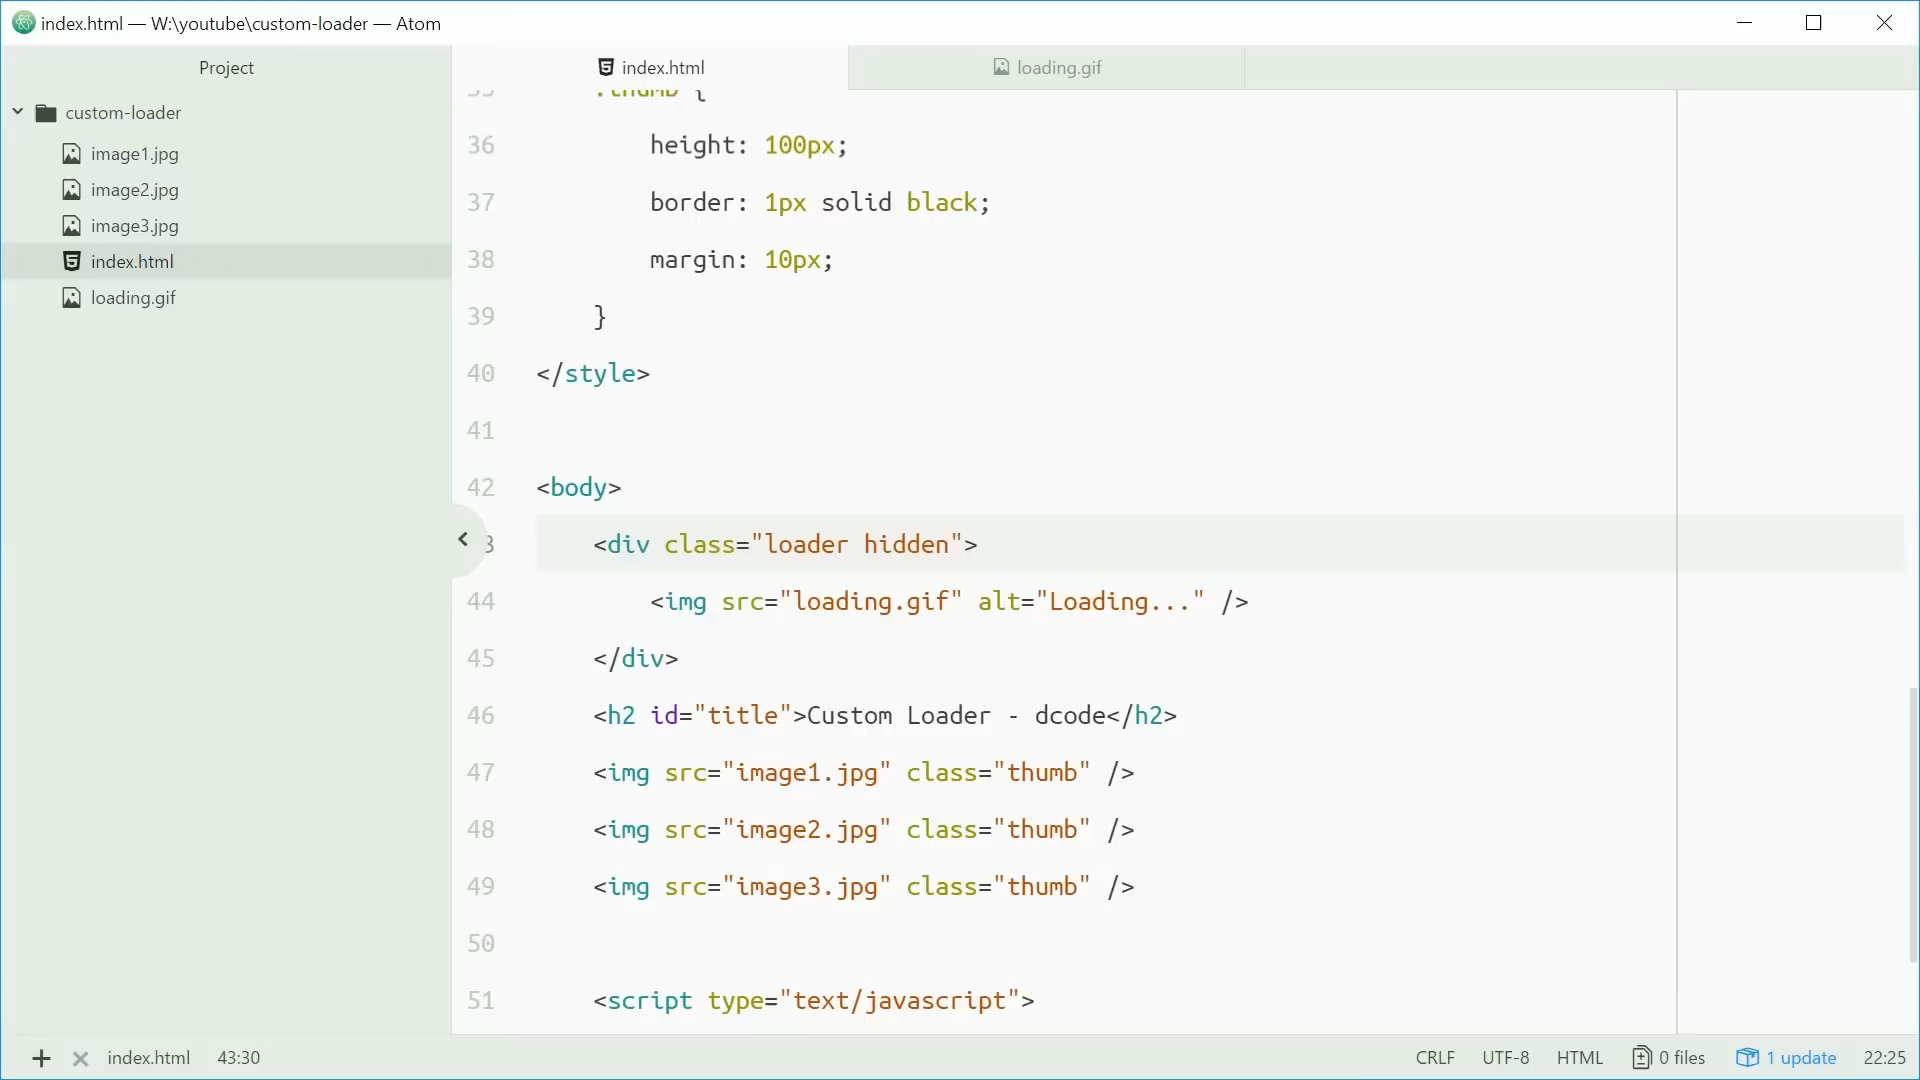 index.html — W:\youtube\custom-loader — Atom
Project
index.html
loading.gif
custom-loader
image1.jpg
image2.jpg
image3.jpg
index.html
loading.gif
35 .thumb {
36 height: 100px;
37 border: 1px solid black;
38 margin: 10px;
39 }
40 </style>
41
42 <body>
3 <div class="loader hidden">
44 <img src="loading.gif" alt="Loading..." />
45 </div>
46 <h2 id="title">Custom Loader - dcode</h2>
47 <img src="image1.jpg" class="thumb" />
48 <img src="image2.jpg" class="thumb" />
49 <img src="image3.jpg" class="thumb" />
50
51 <script type="text/javascript">
index.html 43:30 CRLF UTF-8 HTML 0 files 1 update 22:25